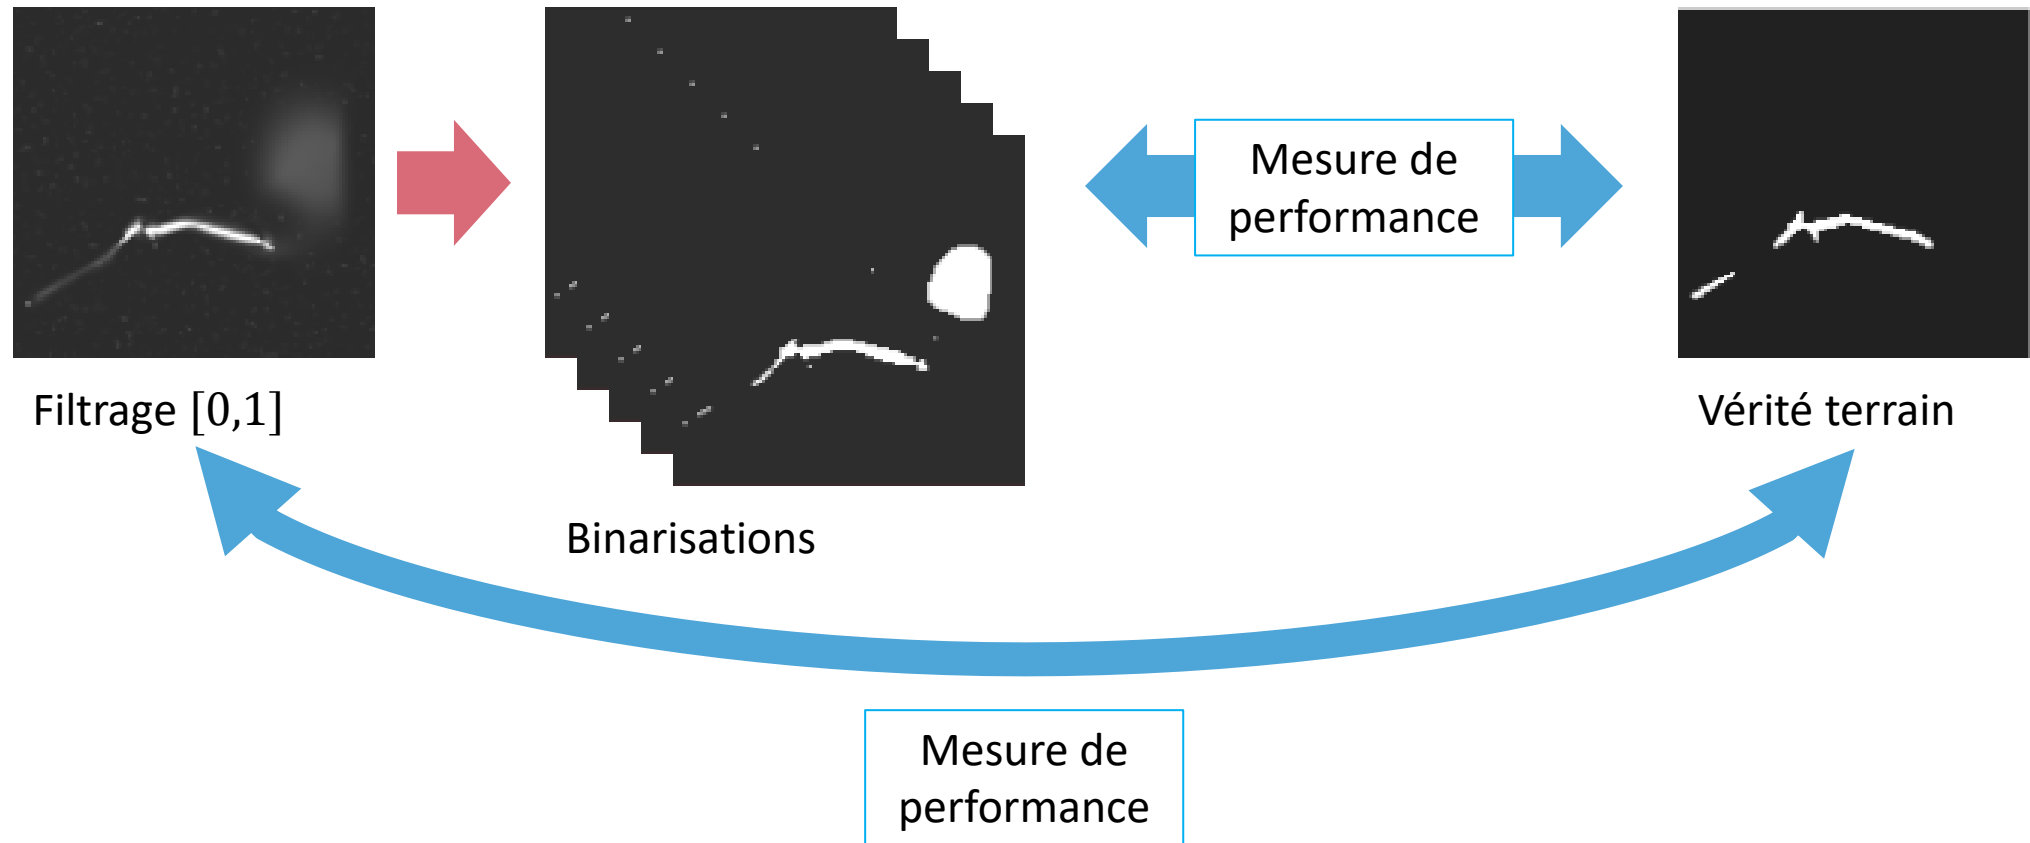 Mesure de
performance
Filtrage [0,1]
Vérité terrain
Binarisations
Mesure de
performance